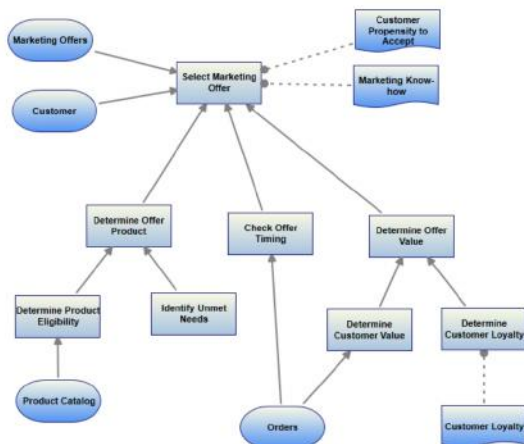 Customer
Propensity to
Accept
Marketing Offers
Select Marketing
Offer
Marketing Know-
how
Customer
Determine Offer
Product
Check Offer
Timing
Determine Offer
Value
Determine Product
Eligibility
Identify Unmet
Needs
Determine
Customer Value
Determine
Customer Loyalty
Product Catalog
Orders
Customer Loyalty